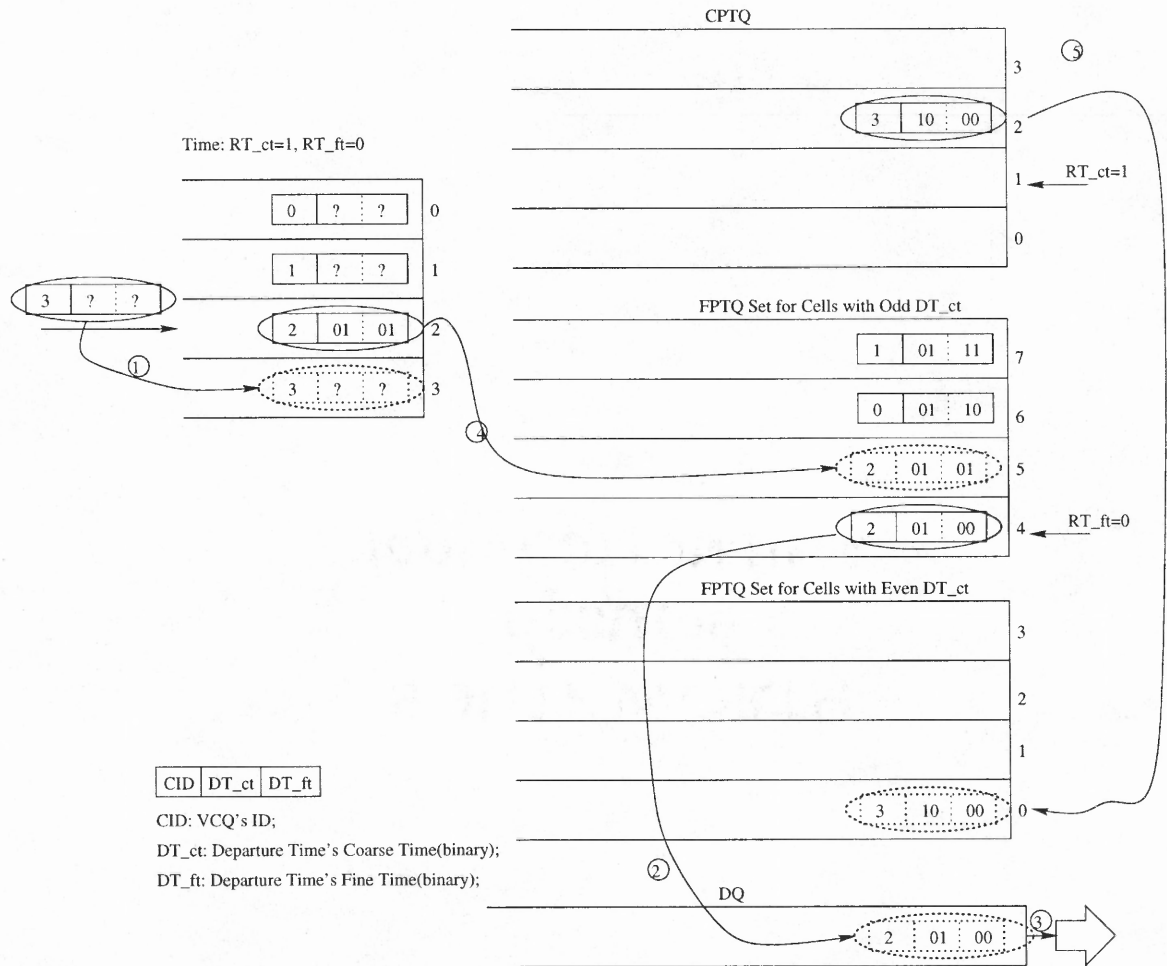 CPTQ
3
⑤
3 10 00
2
Time: RT_ct=1, RT_ft=0
1
RT_ct=1
0 ? ?
0
0
1 ? ?
1
3 ? ?
FPTQ Set for Cells with Odd DT_ct
2 01 01
2
1 01 11
7
①
3 ? ?
3
0 01 10
6
④
2 01 01
5
2 01 00
4
RT_ft=0
FPTQ Set for Cells with Even DT_ct
3
2
1
CID DT_ct DT_ft
3 10 00
0
CID: VCQ's ID;
DT_ct: Departure Time's Coarse Time(binary);
DT_ft: Departure Time's Fine Time(binary);
②
DQ
③
2 01 00